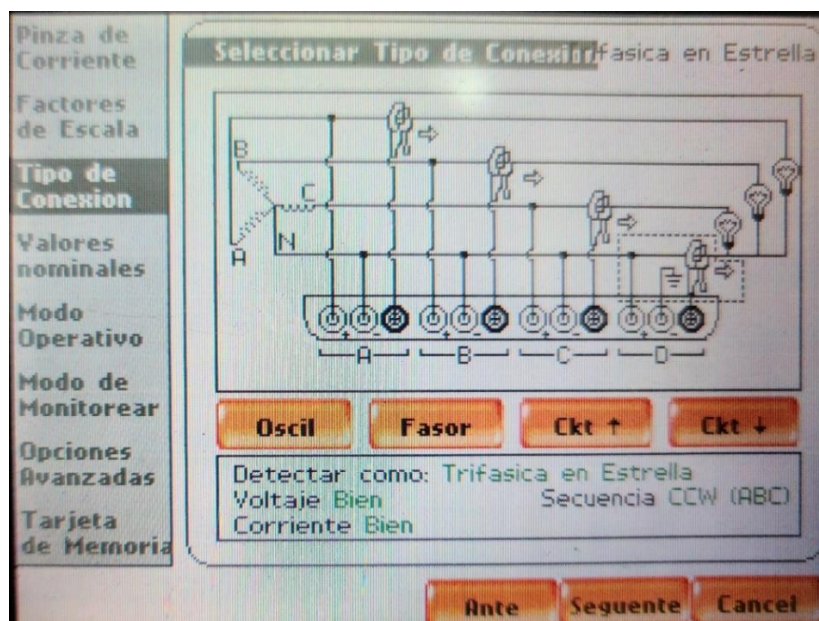 Pinza de
Corriente
Factores
de Escala
Tipo de
Conexion
Valores
nominales
Modo
Operativo
Modo de
Monitorear
Opciones
Avanzadas
Tarjeta
de Memoria
Seleccionar Tipo de Conexion
fasica en Estrella
B
C
A
N
+ - + - + - + -
A B C D
Oscil Fasor Ckt ↑ Ckt ↓
Detectar como: Trifasica en Estrella
Voltaje Bien Secuencia CCW (ABC)
Corriente Bien
Ante Seguente Cancel